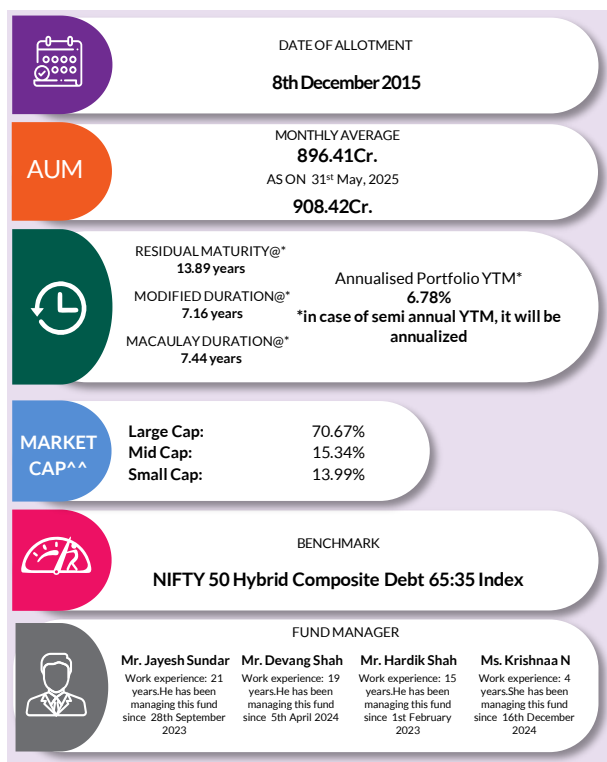 DATE OF ALLOTMENT
8th December 2015
AUM
MONTHLY AVERAGE
896.41Cr.
AS ON 31st May, 2025
908.42Cr.
RESIDUAL MATURITY@*
13.89 years
MODIFIED DURATION@*
7.16 years
MACAULAY DURATION@*
7.44 years
Annualised Portfolio YTM*
6.78%
*in case of semi annual YTM, it will be
annualized
MARKET
CAP^^
Large Cap: 70.67%
Mid Cap: 15.34%
Small Cap: 13.99%
BENCHMARK
NIFTY 50 Hybrid Composite Debt 65:35 Index
FUND MANAGER
Mr. Jayesh Sundar
Work experience: 21
years.He has been
managing this fund
since 28th September
2023
Mr. Devang Shah
Work experience: 19
years.He has been
managing this fund
since 5th April 2024
Mr. Hardik Shah
Work experience: 15
years.He has been
managing this fund
since 1st February
2023
Ms. Krishnaa N
Work experience: 4
years.She has been
managing this fund
since 16th December
2024